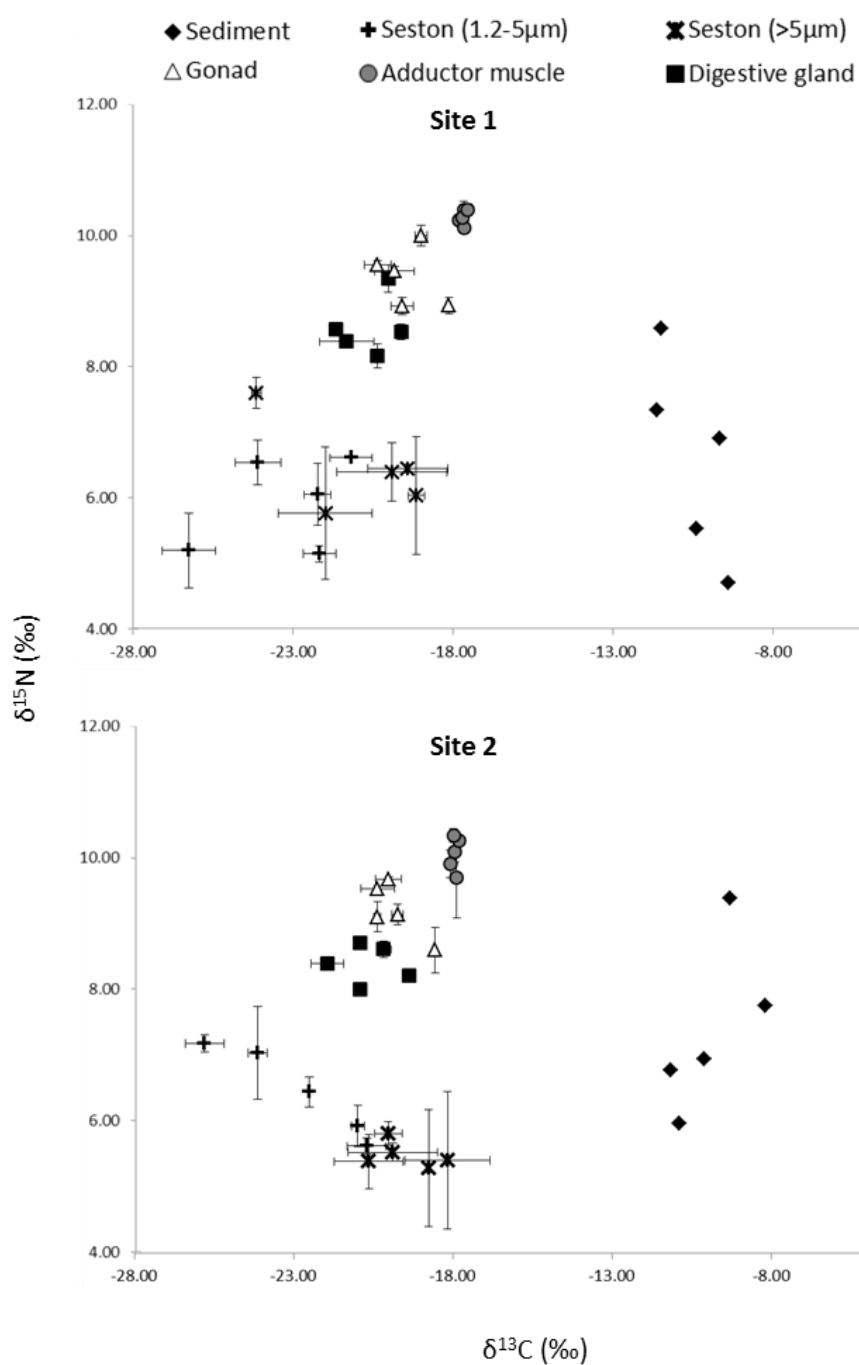 Sediment Seston (1.2-5µm) Seston (>5µm)
Gonad Adductor muscle Digestive gland
12.00
Site 1
10.00
8.00
6.00
4.00
-28.00 -23.00 -18.00 -13.00 -8.00
δ15N (‰)
12.00
Site 2
10.00
8.00
6.00
4.00
-28.00 -23.00 -18.00 -13.00 -8.00
δ13C (‰)